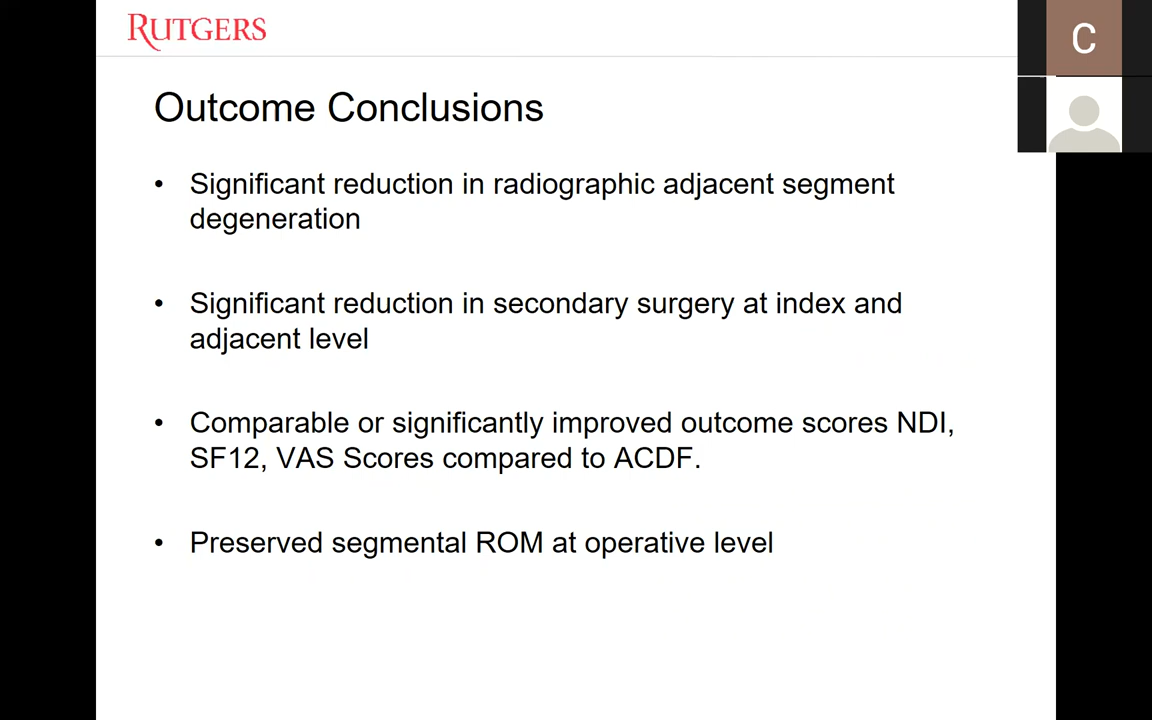 RUTGERS
C
Outcome Conclusions
• Significant reduction in radiographic adjacent segment
degeneration
• Significant reduction in secondary surgery at index and
adjacent level
• Comparable or significantly improved outcome scores NDI,
SF12, VAS Scores compared to ACDF.
• Preserved segmental ROM at operative level